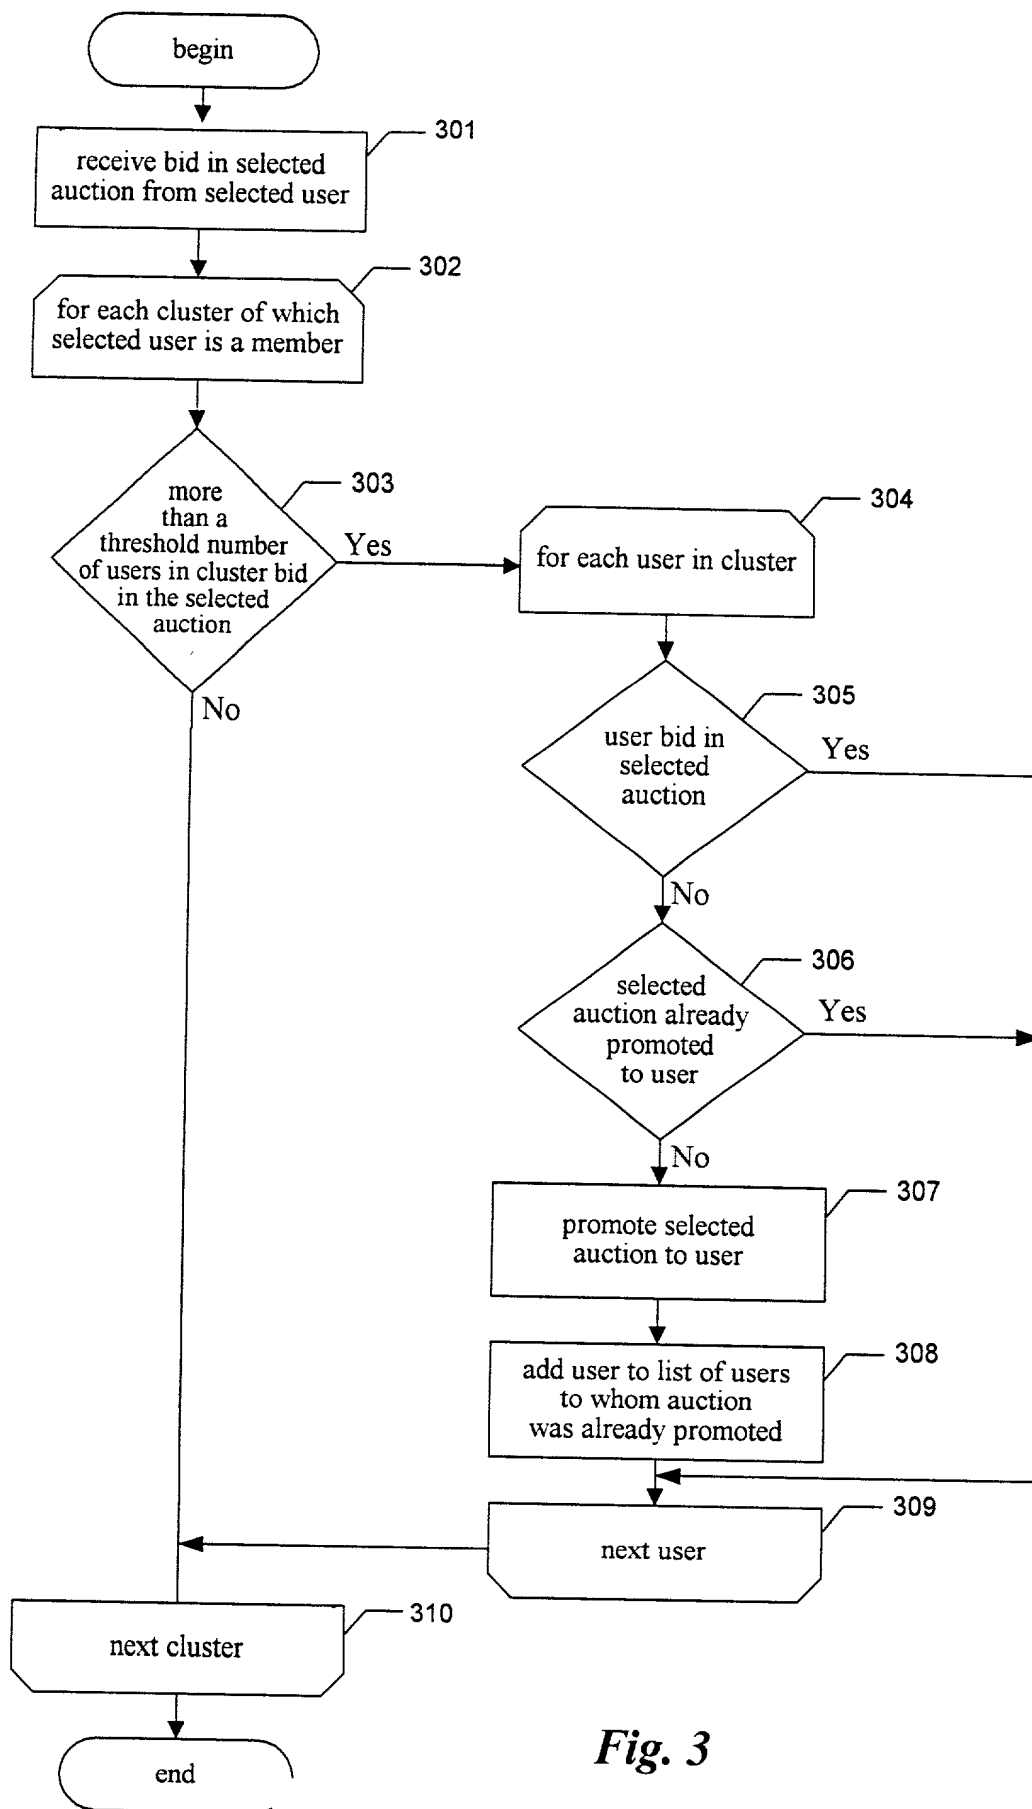 begin
301
receive bid in selected
auction from selected user
302
for each cluster of which
selected user is a member
303
more
than a
threshold number
of users in cluster bid
in the selected
auction
Yes
No
304
for each user in cluster
305
user bid in
selected
auction
Yes
No
306
selected
auction already
promoted
to user
Yes
No
307
promote selected
auction to user
308
add user to list of users
to whom auction
was already promoted
309
next user
310
next cluster
end
Fig. 3